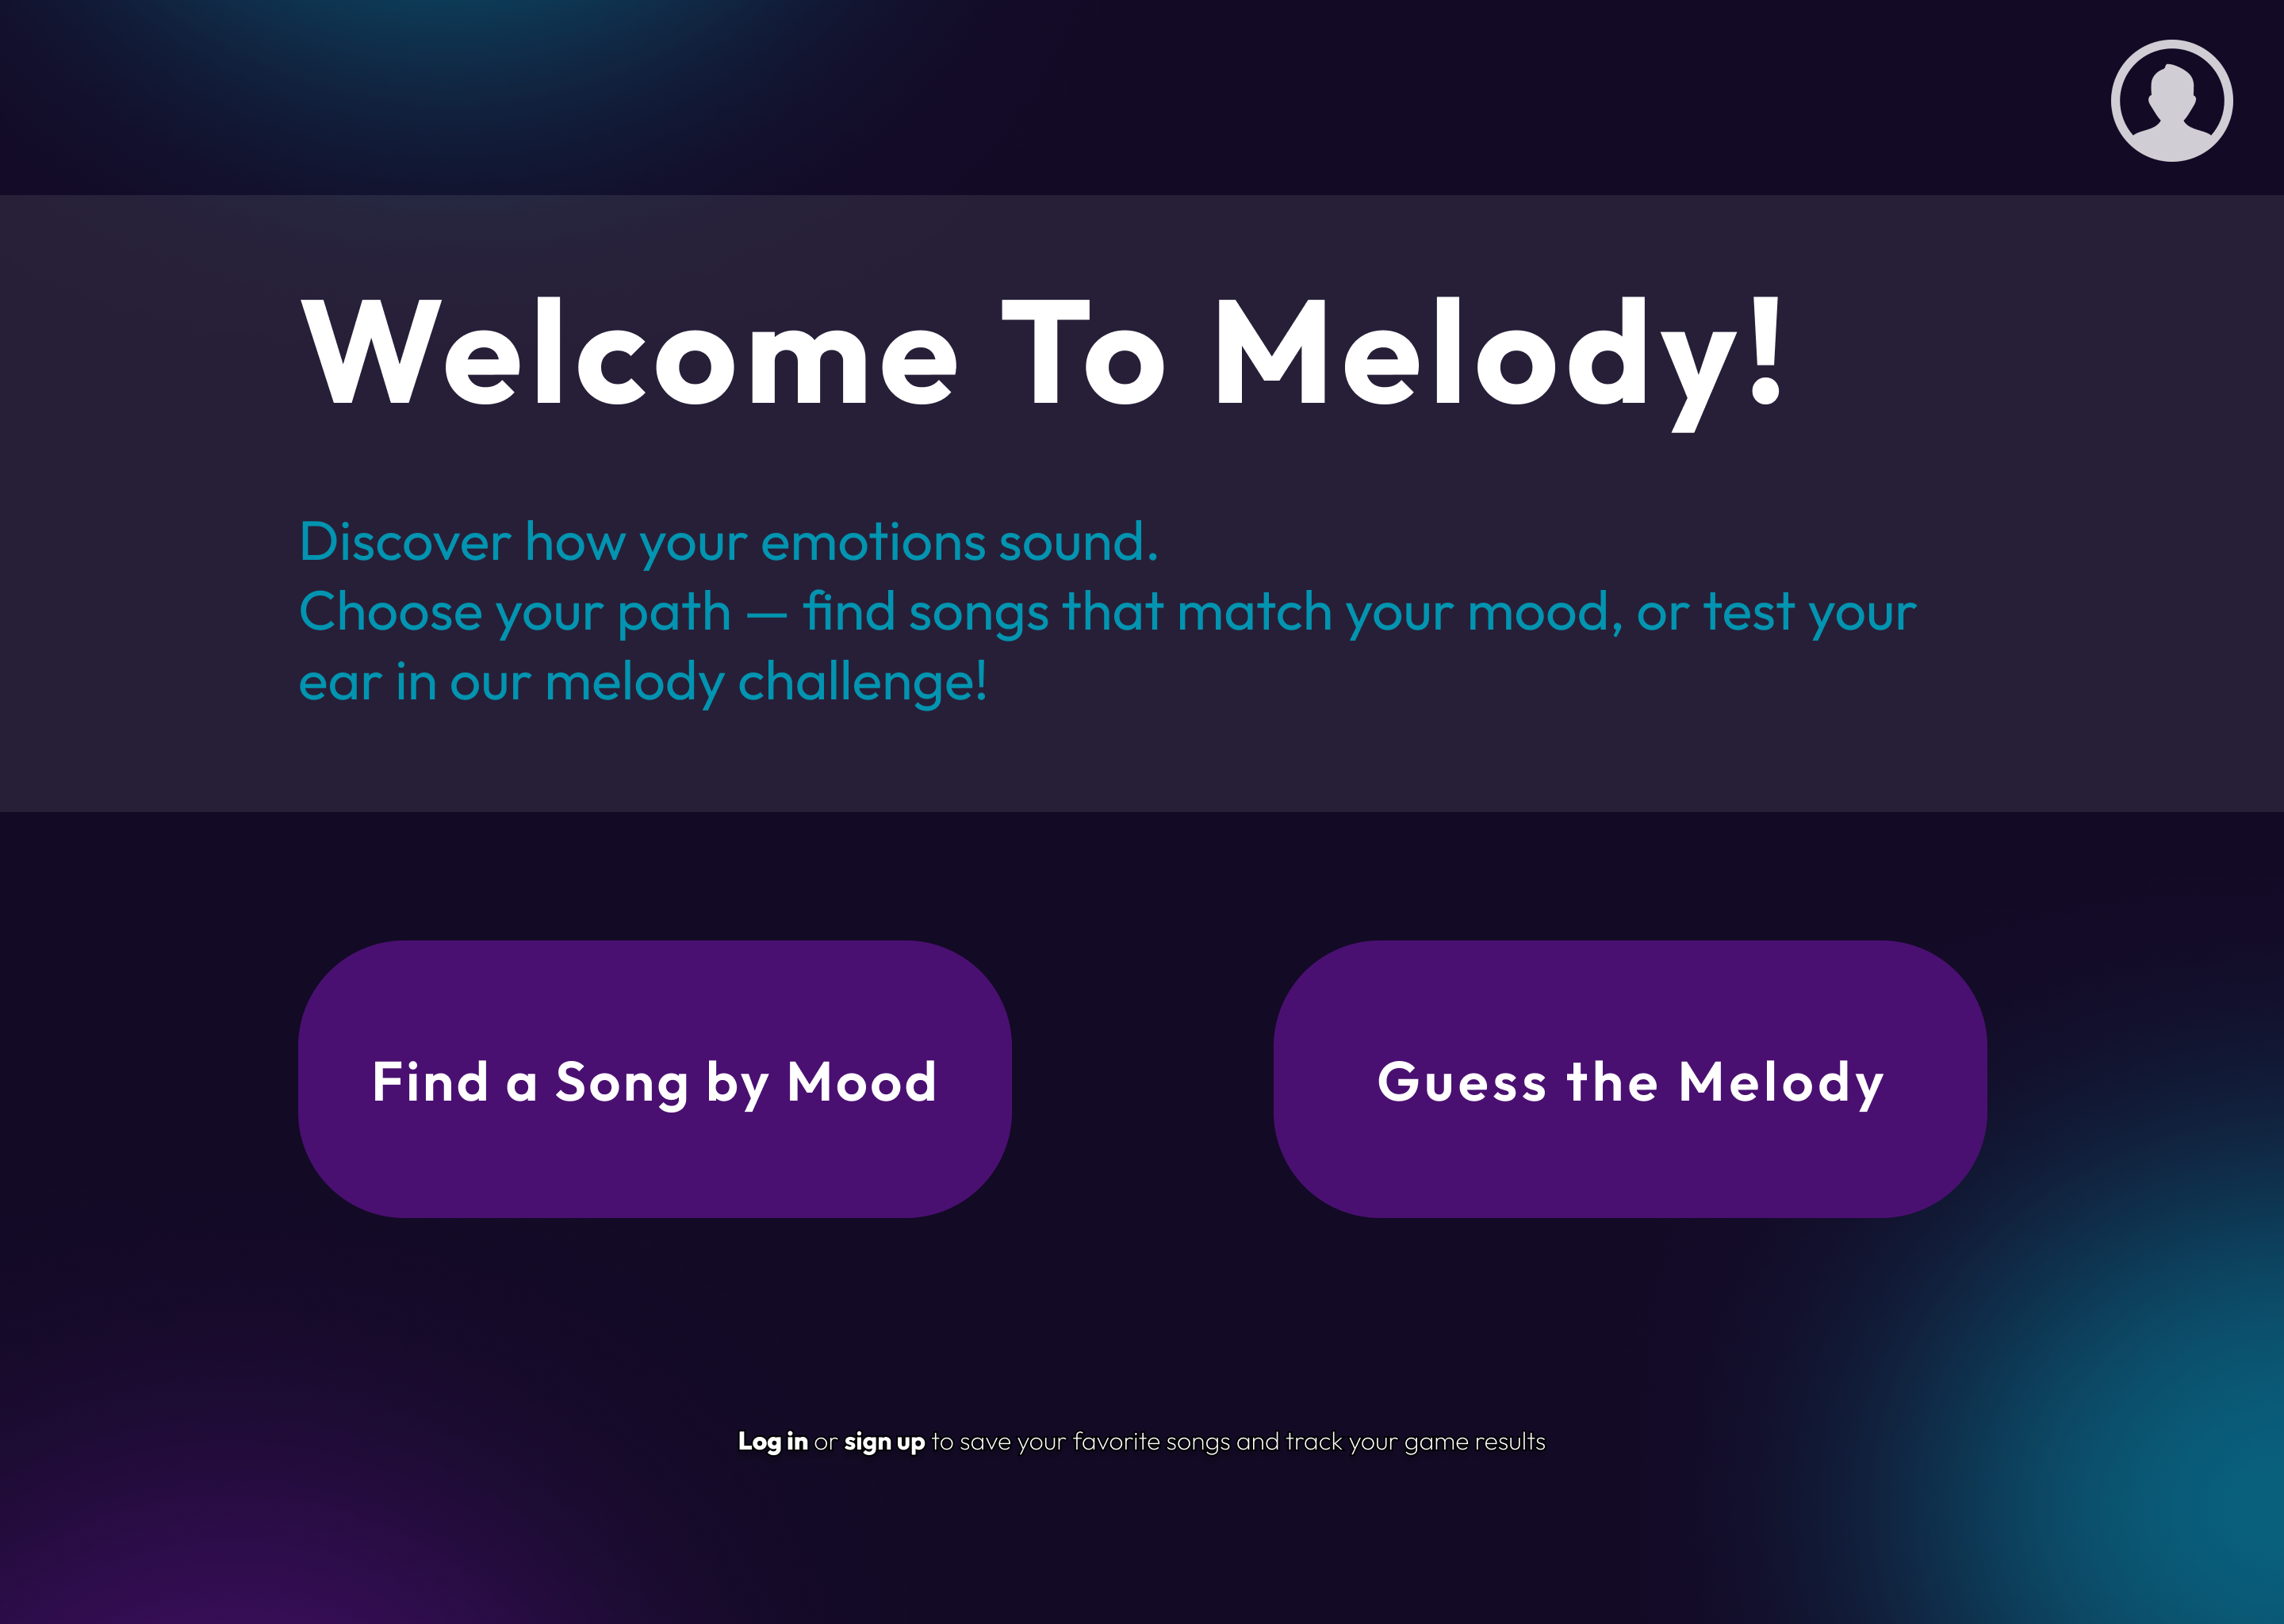 Welcome To Melody!
Discover how your emotions sound.
Choose your path — find songs that match your mood, or test your
ear in our melody challenge!
Find a Song by Mood
Guess the Melody
Log in or sign up to save your favorite songs and track your game results